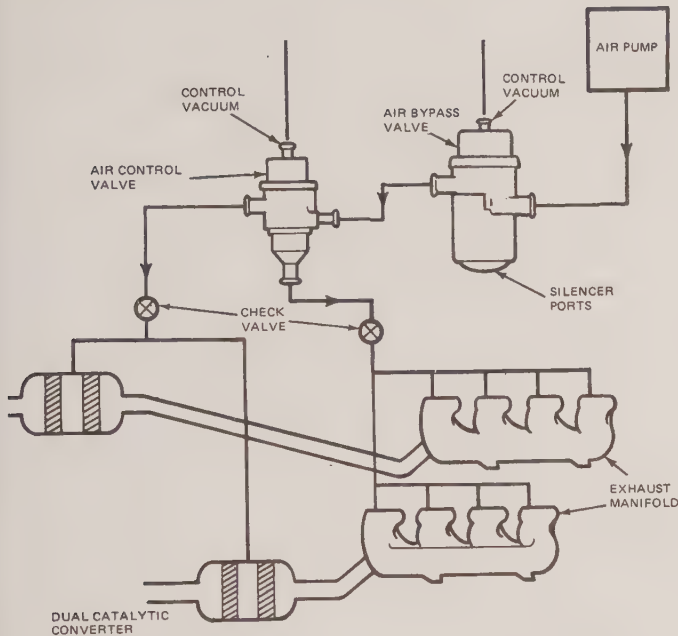 AIR PUMP
CONTROL
VACUUM
CONTROL
VACUUM
AIR BYPASS
VALVE
AIR CONTROL
VALVE
SILENCER
PORTS
CHECK
VALVE
EXHAUST
MANIFOLD
DUAL CATALYTIC
CONVERTER